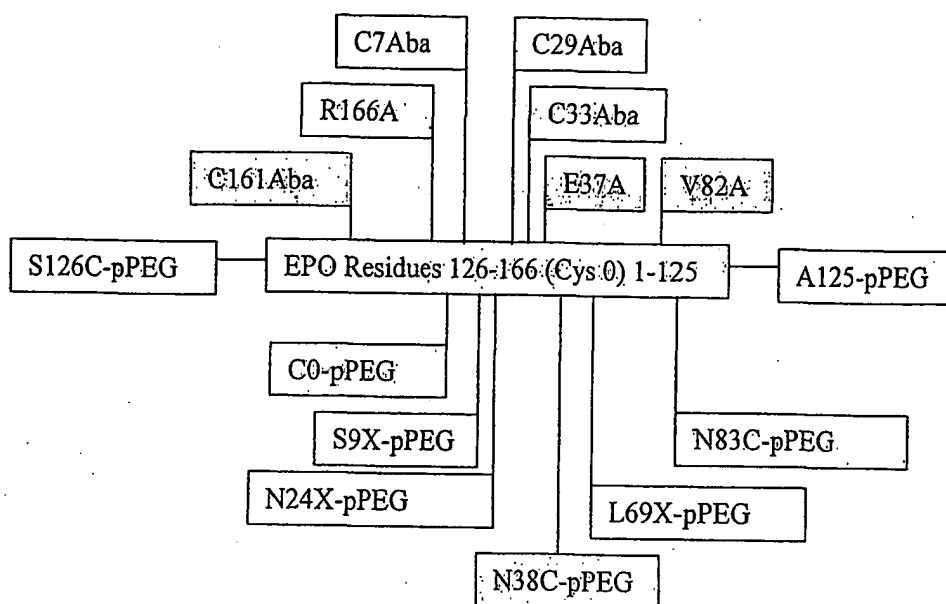 C7Aba
C29Aba
R166A
C33Aba
C161Aba
E37A
V82A
S126C-pPEG
EPO Residues 126-166 (Cys 0) 1-125
A125-pPEG
C0-pPEG
S9X-pPEG
N83C-pPEG
N24X-pPEG
L69X-pPEG
N38C-pPEG